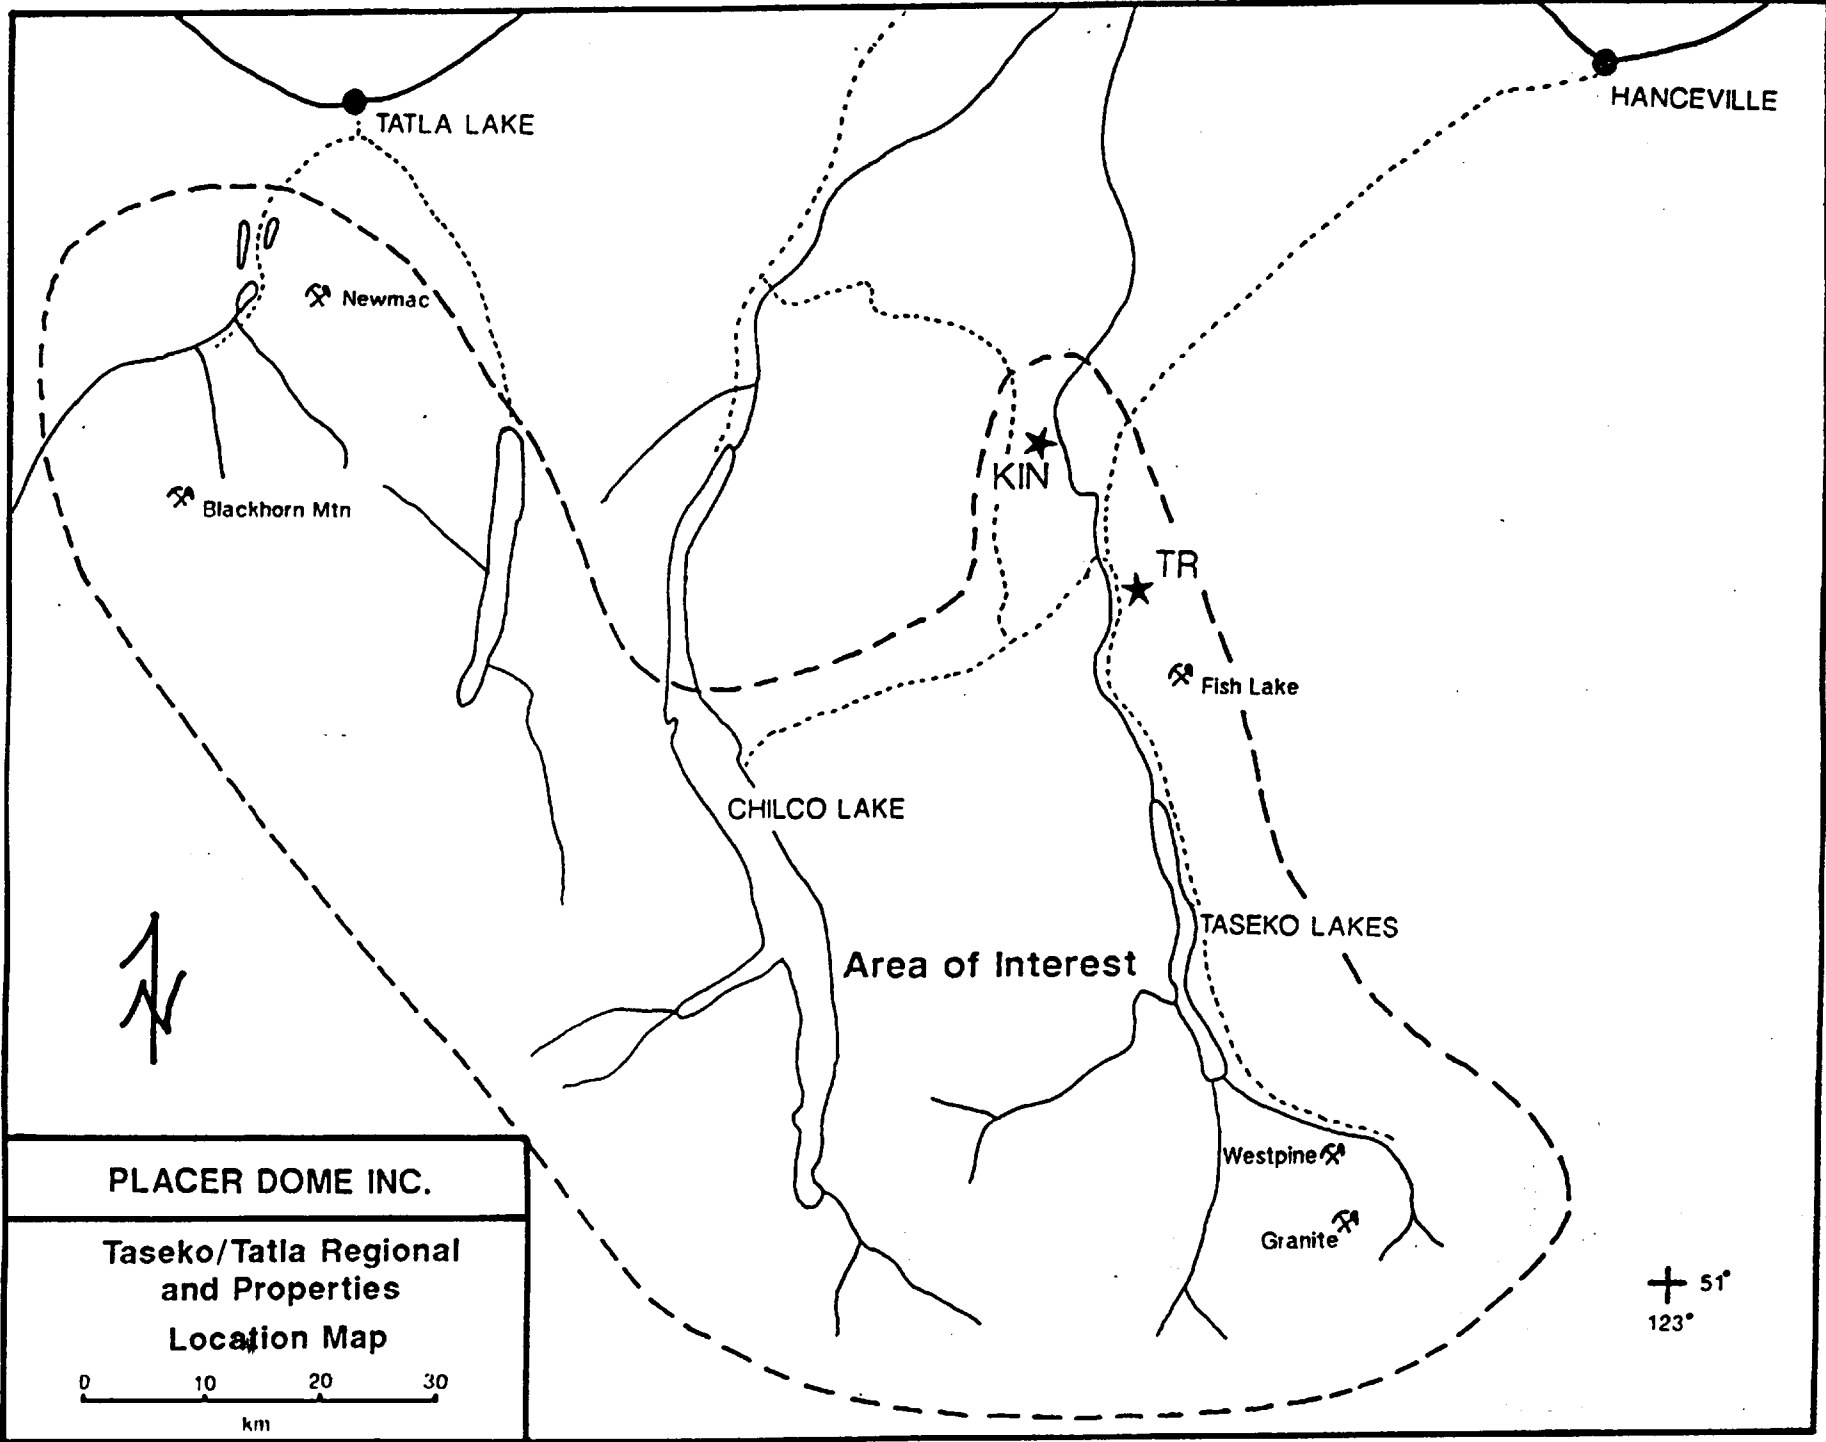 TATLA LAKE
HANCEVILLE
Newmac
KIN
Blackhorn Mtn
TR
Fish Lake
CHILCO LAKE
TASEKO LAKES
Area of Interest
N
Westpine
Granite
51°
123°
PLACER DOME INC.
Taseko/Tatla Regional
and Properties
Location Map
0 10 20 30
km